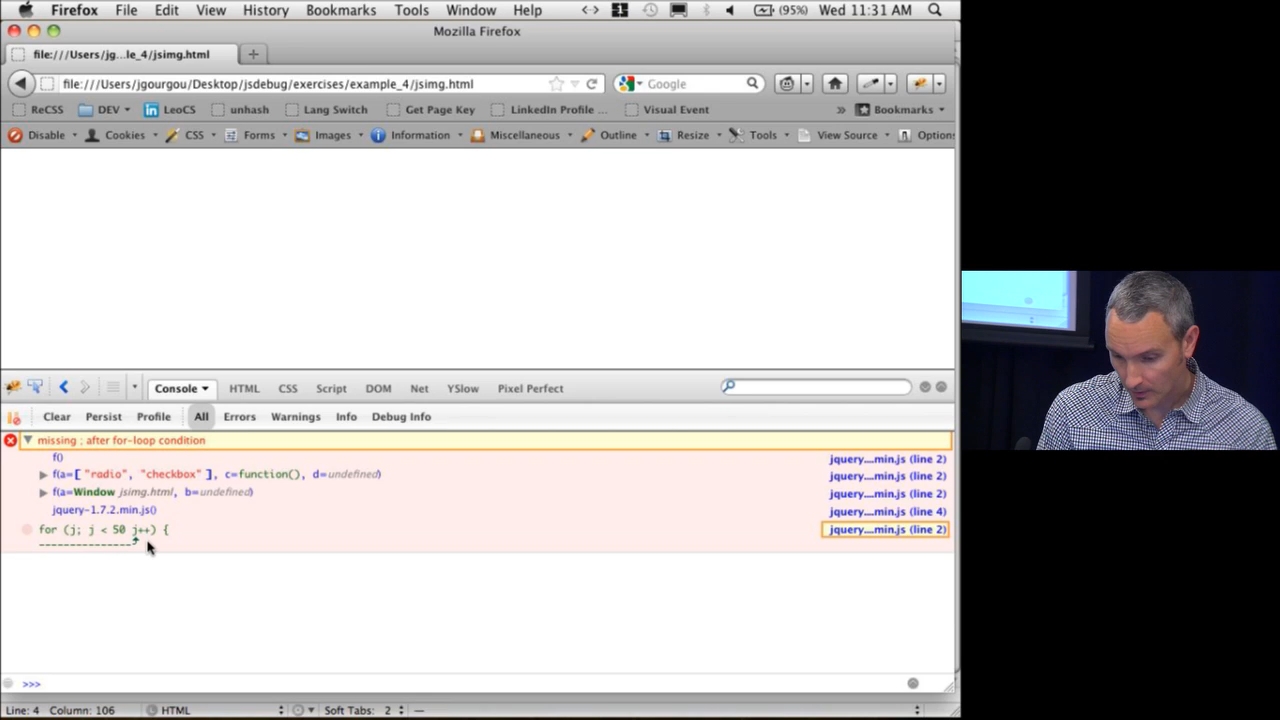 Firefox File Edit View History Bookmarks Tools Window Help (95%) Wed 11:31 AM
Mozilla Firefox
file:///Users/jg...le_4/jsimg.html
file:///Users/jgourgou/Desktop/jsdebug/exercises/example_4/jsimg.html Google
ReCSS DEV LeoCS unhash Lang Switch Get Page Key LinkedIn Profile ... Visual Event » Bookmarks
Disable Cookies CSS Forms Images Information Miscellaneous Outline Resize Tools View Source Options
Console HTML CSS Script DOM Net YSlow Pixel Perfect
Clear Persist Profile All Errors Warnings Info Debug Info
missing ; after for-loop condition
f() jquery....min.js (line 2)
f(a=["radio", "checkbox"], c=function(), d=undefined) jquery....min.js (line 2)
f(a=Window jsimg.html, b=undefined) jquery....min.js (line 2)
jquery-1.7.2.min.js() jquery....min.js (line 4)
for (j; j < 50 j++) { jquery....min.js (line 2)
>>>
Line: 4 Column: 106 HTML Soft Tabs: 2 —